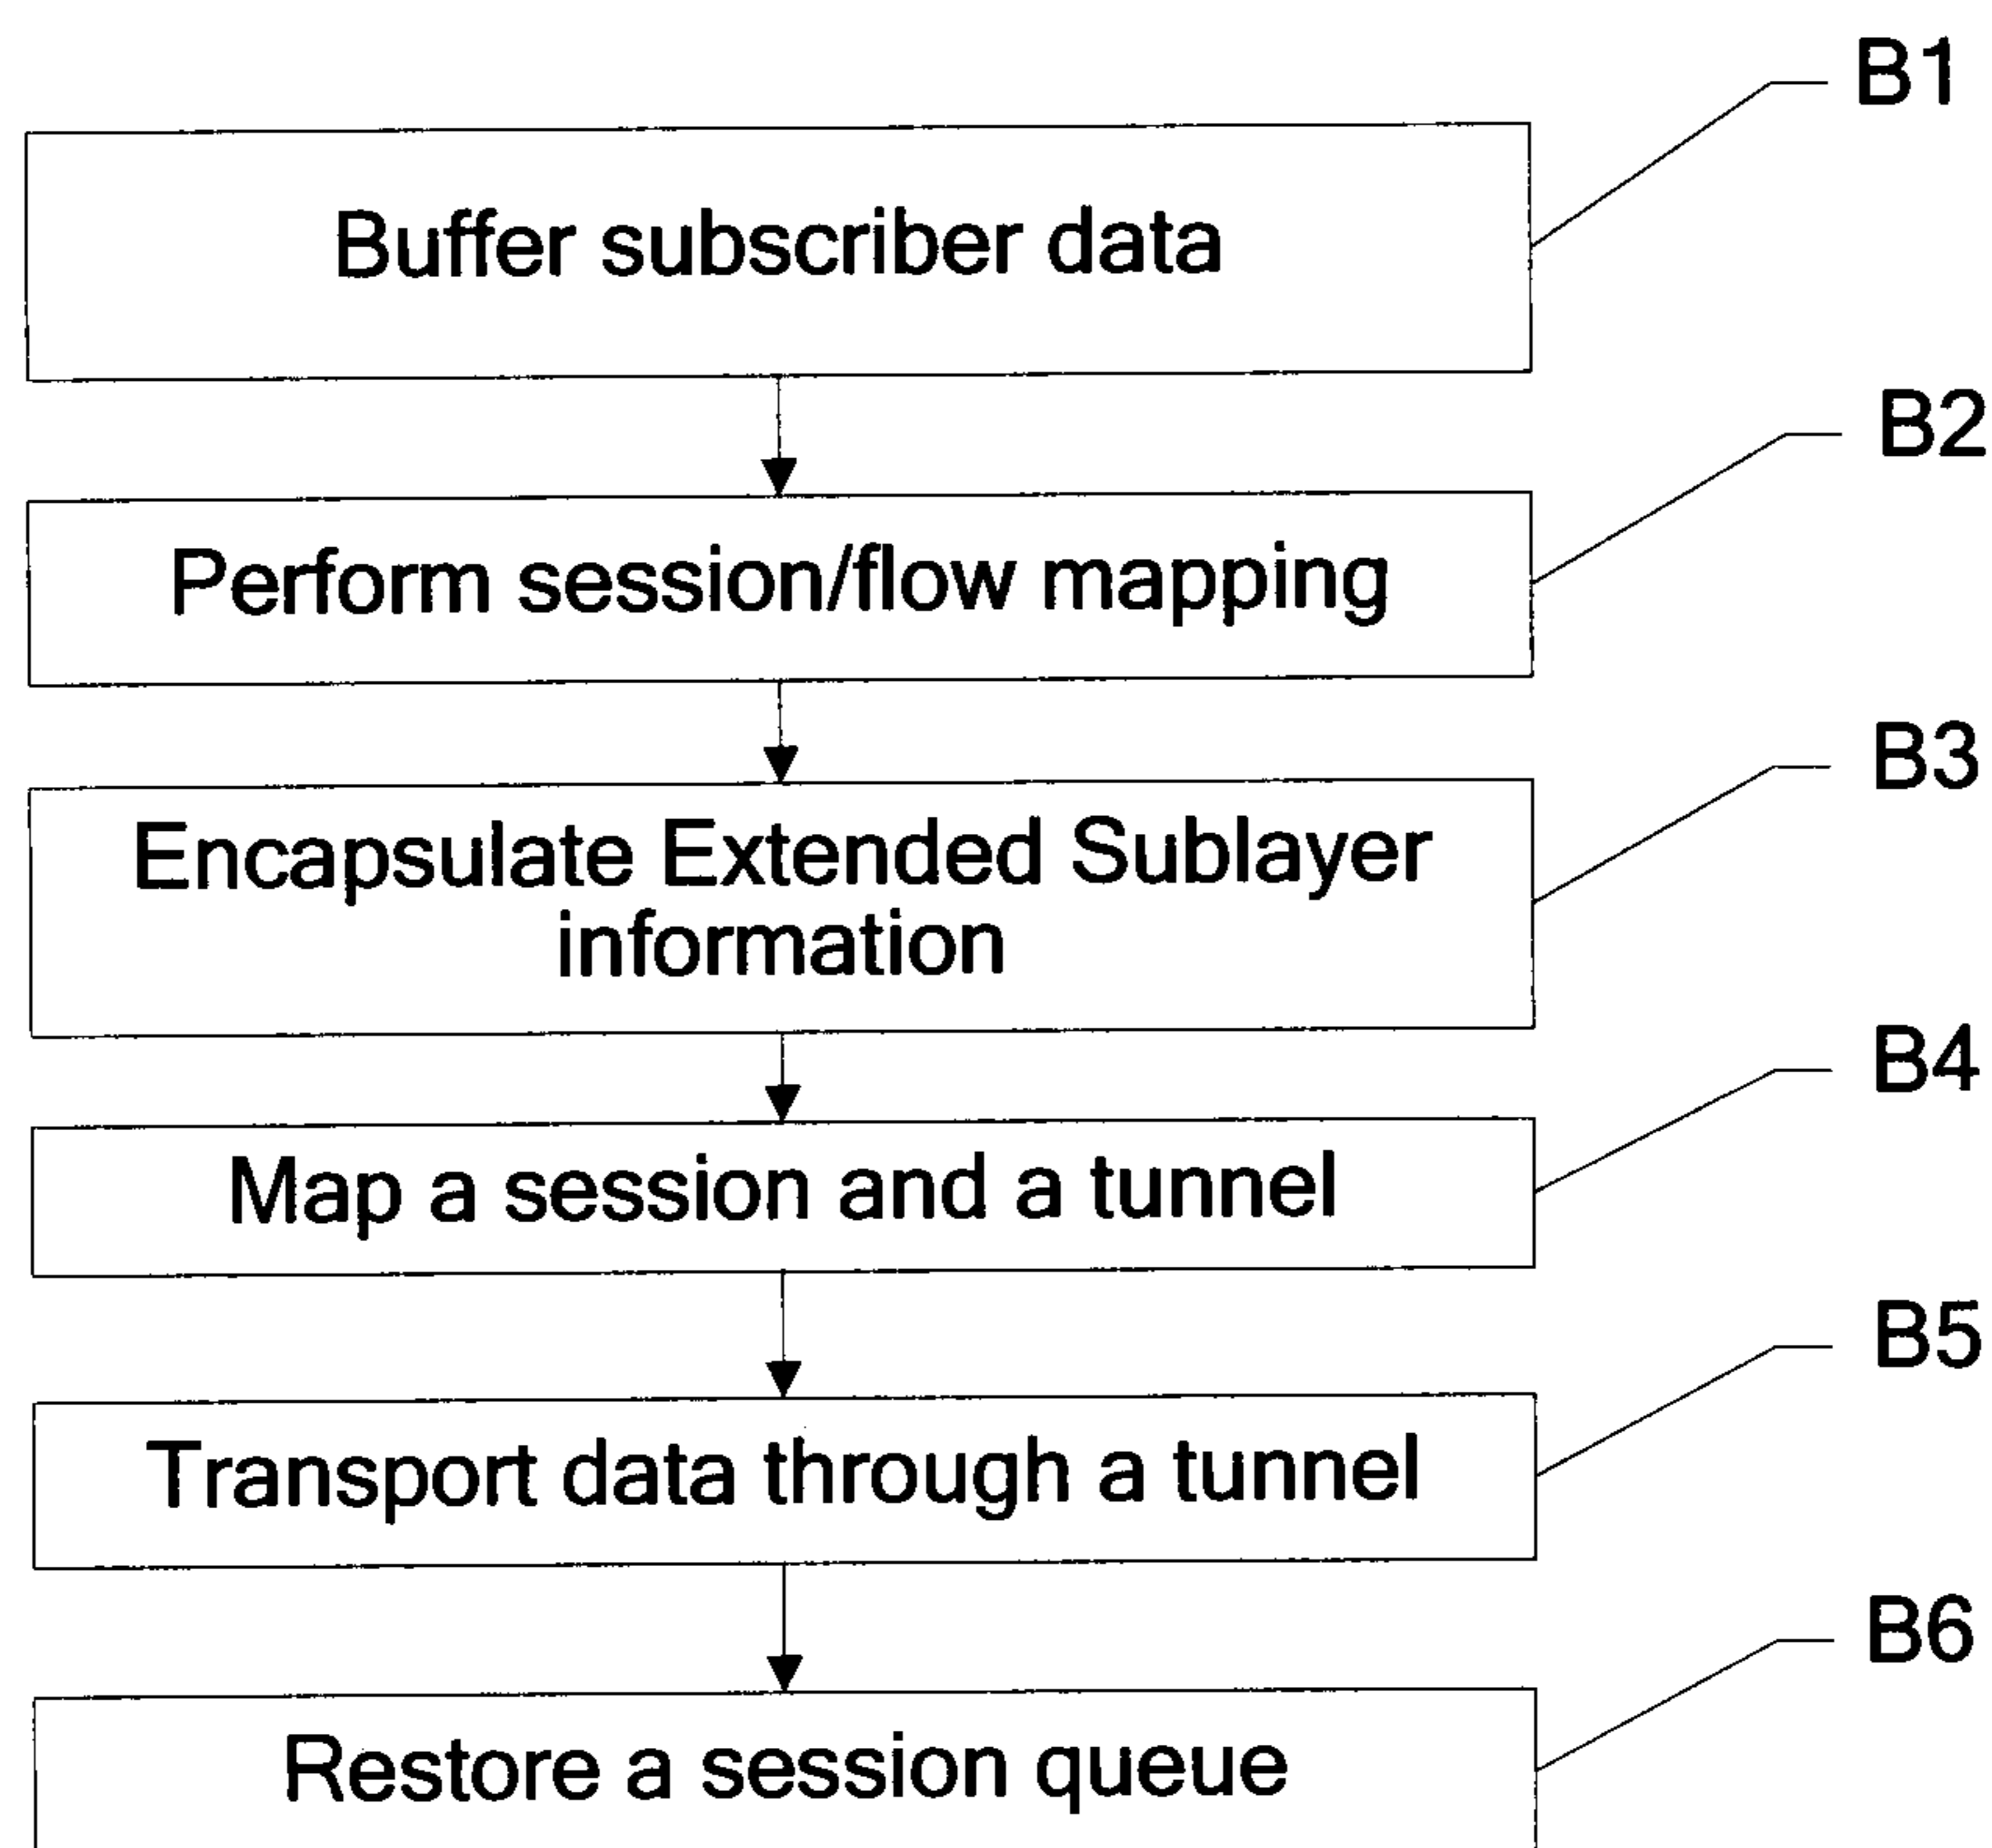 B1
Buffer subscriber data
B2
Perform session/flow mapping
B3
Encapsulate Extended Sublayer
information
B4
Map a session and a tunnel
B5
Transport data through a tunnel
B6
Restore a session queue